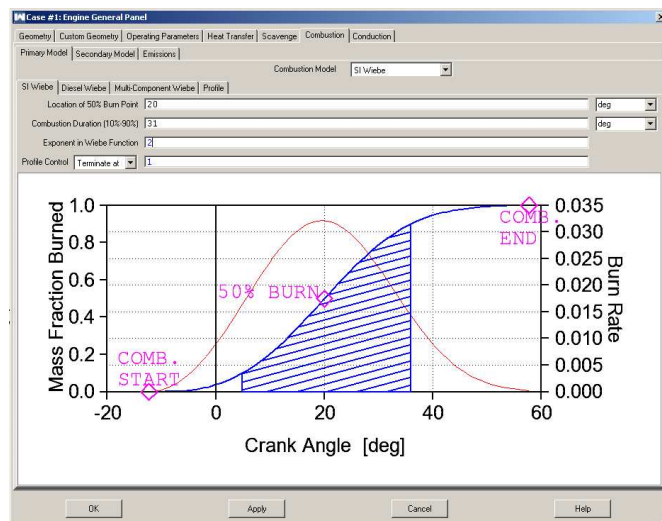 Case #1: Engine General Panel
Geometry Custom Geometry Operating Parameters Heat Transfer Scavenge Combustion Conduction
Primary Model Secondary Model Emissions
Combustion Model SI Wiebe
SI Wiebe Diesel Wiebe Multi-Component Wiebe Profile
Location of 50% Burn Point 20 deg
Combustion Duration (10%-90%) 31 deg
Exponent in Wiebe Function 2
Profile Control Terminate at 1
Mass Fraction Burned
1.0
0.8
0.6
0.4
0.2
0.0
COMB.
START
50% BURN
COMB.
END
0.035
0.030
0.025
0.020
0.015
0.010
0.005
0.000
Burn Rate
-20 0 20 40 60
Crank Angle [deg]
OK Apply Cancel Help